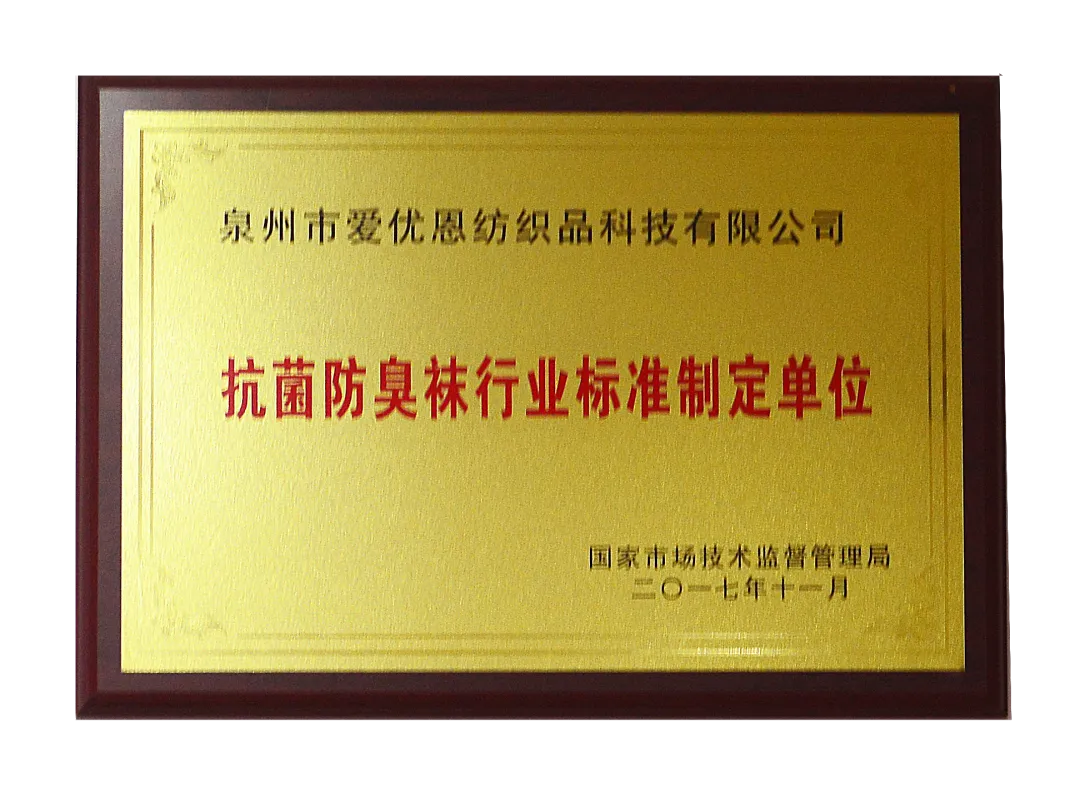 泉州市爱优恩纺织品科技有限公司
抗菌防臭袜行业标准制定单位
国家市场技术监督管理局
二〇一七年十一月